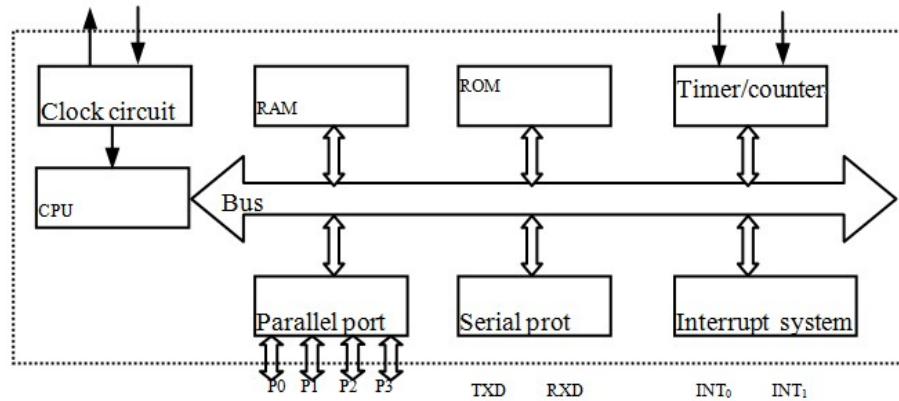 Clock circuit
RAM
ROM
Timer/counter
CPU
Bus
Parallel port
Serial prot
Interrupt system
P0 P1 P2 P3
TXD RXD
INT₀ INT₁